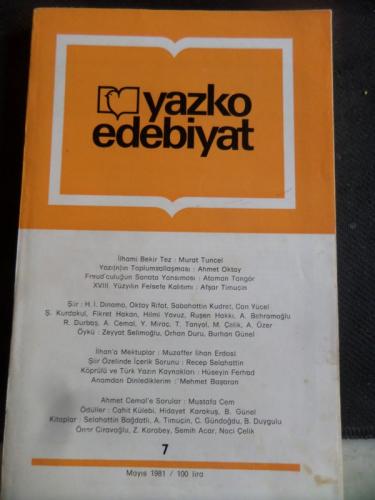 yazko
edebiyat
İlhami Bekir Tez : Murat Tuncel
Yazının Toplumsallaşması : Ahmet Oktay
Freud'culuğun Sanata Yansıması : Ataman Tangör
XVIII. Yüzyılın Felsefe Kalıtımı : Afşar Timuçin
Şiir : H. İ. Dinamo, Oktay Rifat, Sabahattin Kudret, Can Yücel
Ş. Kurdakul, Fikret Hakan, Hilmi Yavuz, Ruşen Hakkı, A. Behramoğlu
R. Durbaş, A. Cemal, Y. Miraç, T. Tanyol, M. Çelik, A. Özer
Öykü : Zeyyat Selimoğlu, Orhan Duru, Burhan Günel
İlhan'a Mektuplar : Muzaffer İlhan Erdost
Şiir Özelinde İçerik Sorunu : Recep Selahattin
Köprülü ve Türk Yazın Kaynakları : Hüseyin Ferhad
Anamdan Dinlediklerim : Mehmet Başaran
Ahmet Cemal'e Sorular : Mustafa Cem
Ödüller : Cahit Külebi, Hidayet Karakuş, B. Günel
Kitaplar : Selahattin Bağdatlı, A. Timuçin, C. Gündoğdu, B. Duygulu
Ömer Ciravoğlu, Z. Karabey, Semih Acar, Naci Çelik
7
Mayıs 1981 / 100 lira